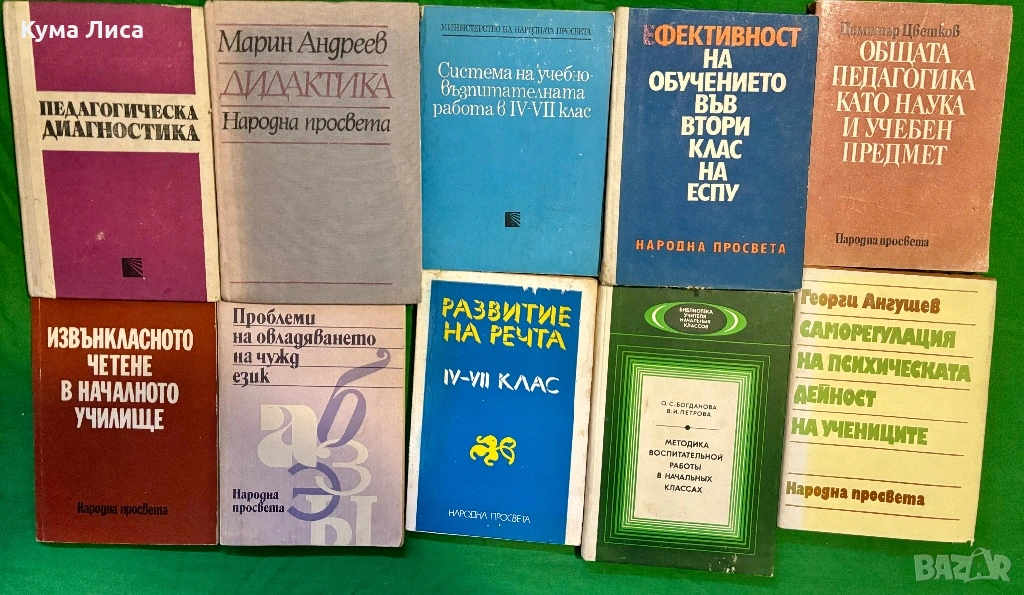 Кума Лиса
ПЕДАГОГИЧЕСКА
ДИАГНОСТИКА
Марин Андреев
ДИДАКТИКА
Народна просвета
МИНИСТЕРСТВО НА НАРОДНАТА ПРОСВЕТА
Система на учебно-
възпитателната
работа в IV-VII клас
ЕФЕКТИВНОСТ
НА
ОБУЧЕНИЕТО
ВЪВ
ВТОРИ
КЛАС
НА
ЕСПУ
НАРОДНА ПРОСВЕТА
Димитър Цветков
ОБЩАТА
ПЕДАГОГИКА
КАТО НАУКА
И УЧЕБЕН
ПРЕДМЕТ
Народна просвета
ИЗВЪНКЛАСНОТО
ЧЕТЕНЕ
В НАЧАЛНОТО
УЧИЛИЩЕ
Народна просвета
Проблеми
на овладяването
на чужд
език
а б з э ы
Народна
просвета
РАЗВИТИЕ
НА РЕЧТА
IV-VII КЛАС
НАРОДНА ПРОСВЕТА
БИБЛИОТЕКА
УЧИТЕЛЯ
НАЧАЛЬНЫХ
КЛАССОВ
О. С. БОГДАНОВА
В. И. ПЕТРОВА
МЕТОДИКА
ВОСПИТАТЕЛЬНОЙ
РАБОТЫ
В НАЧАЛЬНЫХ
КЛАССАХ
Георги Ангушев
САМОРЕГУЛАЦИЯ
НА ПСИХИЧЕСКАТА
ДЕЙНОСТ
НА УЧЕНИЦИТЕ
Народна просвета
BAZAR